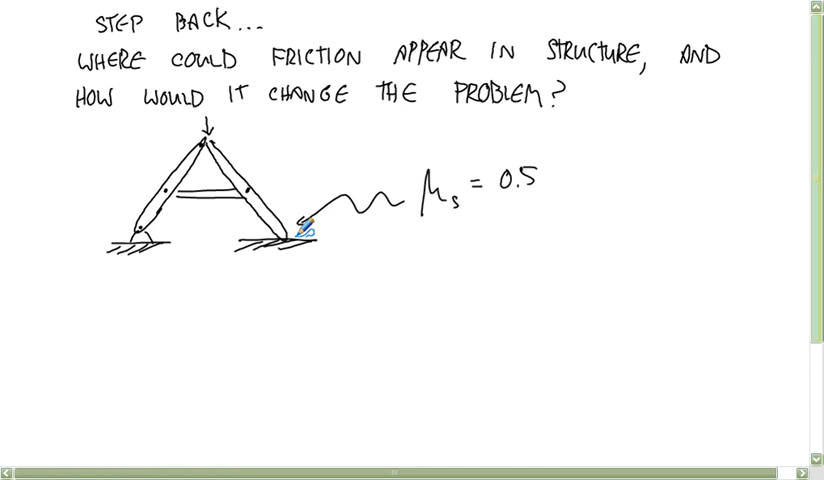 STEP BACK...
WHERE COULD FRICTION APPEAR IN STRUCTURE, AND
HOW WOULD IT CHANGE THE PROBLEM?
μs = 0.5